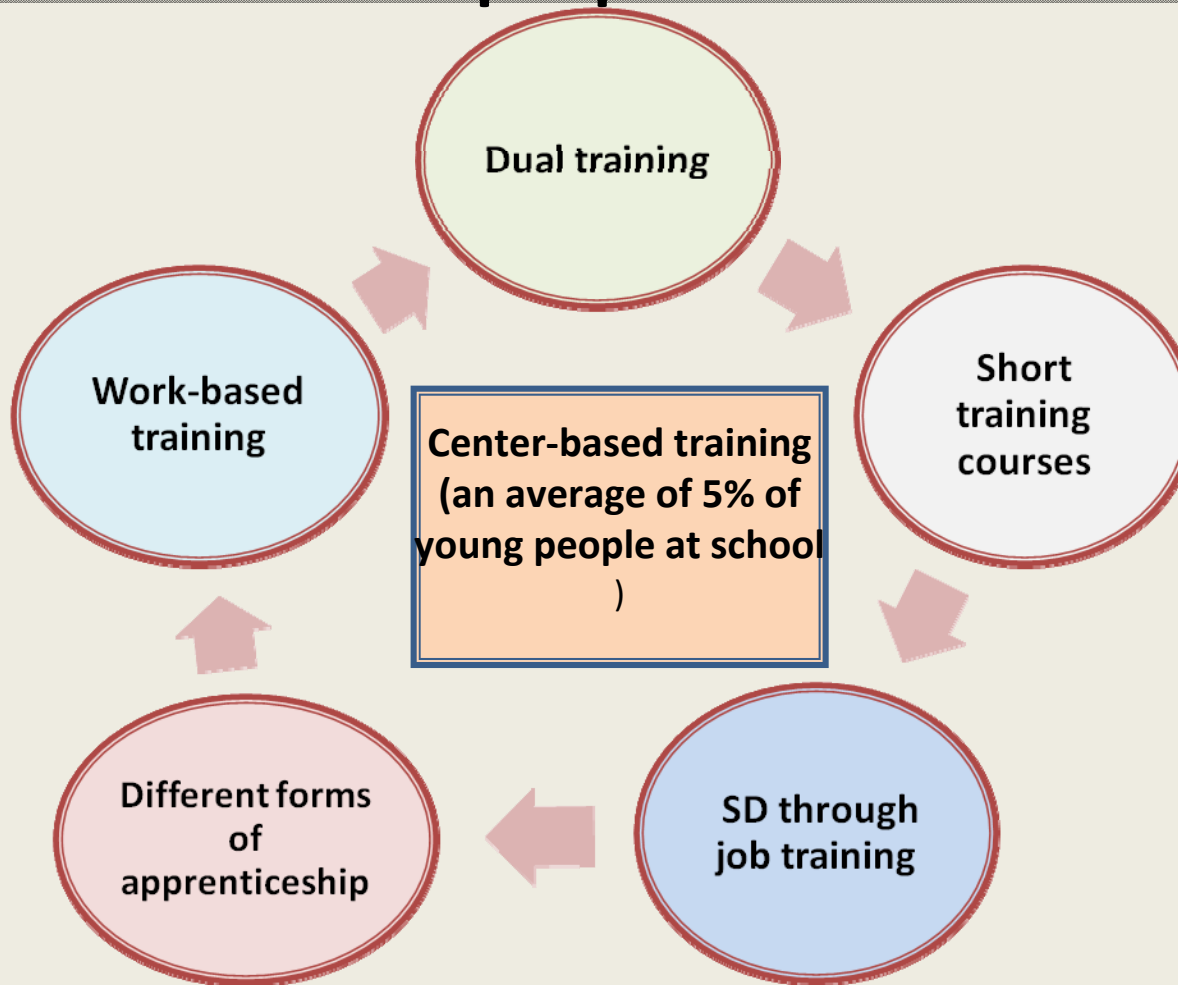 Dual training
Short
training
courses
SD through
job training
Different forms
of
apprenticeship
Work-based
training
Center-based training
(an average of 5% of
young people at school
)